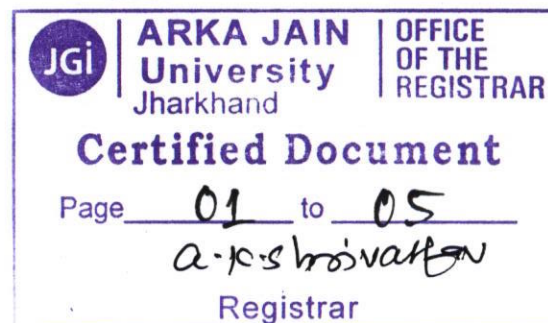 JGi
ARKA JAIN
University
Jharkhand
OFFICE
OF THE
REGISTRAR
Certified Document
Page 01 to 05
Registrar